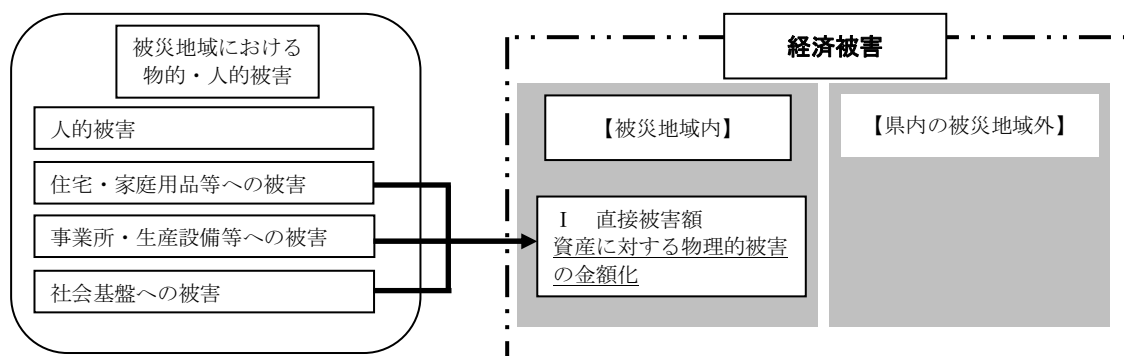 被災地域における
物的・人的被害
人的被害
住宅・家庭用品等への被害
事業所・生産設備等への被害
社会基盤への被害
経済被害
【被災地域内】
【県内の被災地域外】
Ⅰ 直接被害額
資産に対する物理的被害
の金額化